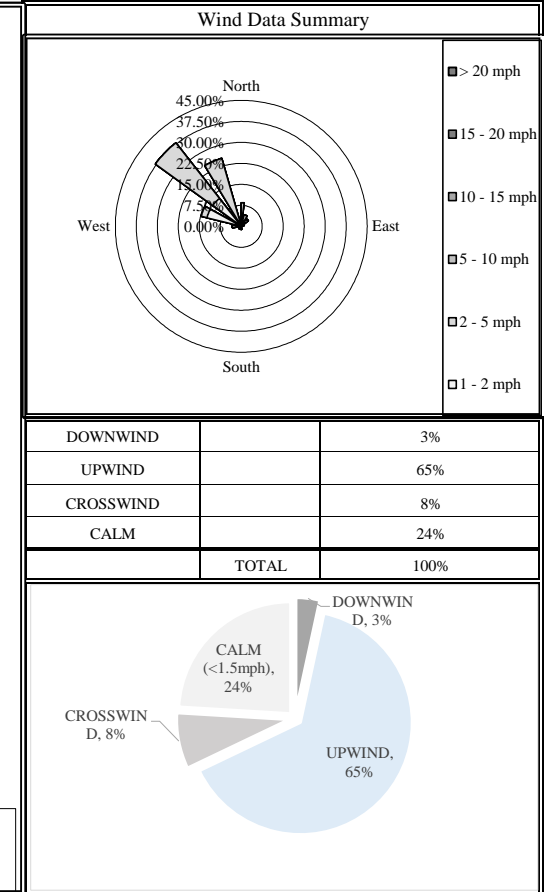 Wind Data Summary
North
45.00%
37.50%
30.00%
22.50%
15.00%
7.50%
0.00%
West
East
South
> 20 mph
15 - 20 mph
10 - 15 mph
5 - 10 mph
2 - 5 mph
1 - 2 mph
DOWNWIND 3%
UPWIND 65%
CROSSWIND 8%
CALM 24%
TOTAL 100%
DOWNWIN
D, 3%
CALM
(<1.5mph),
24%
CROSSWIN
D, 8%
UPWIND,
65%